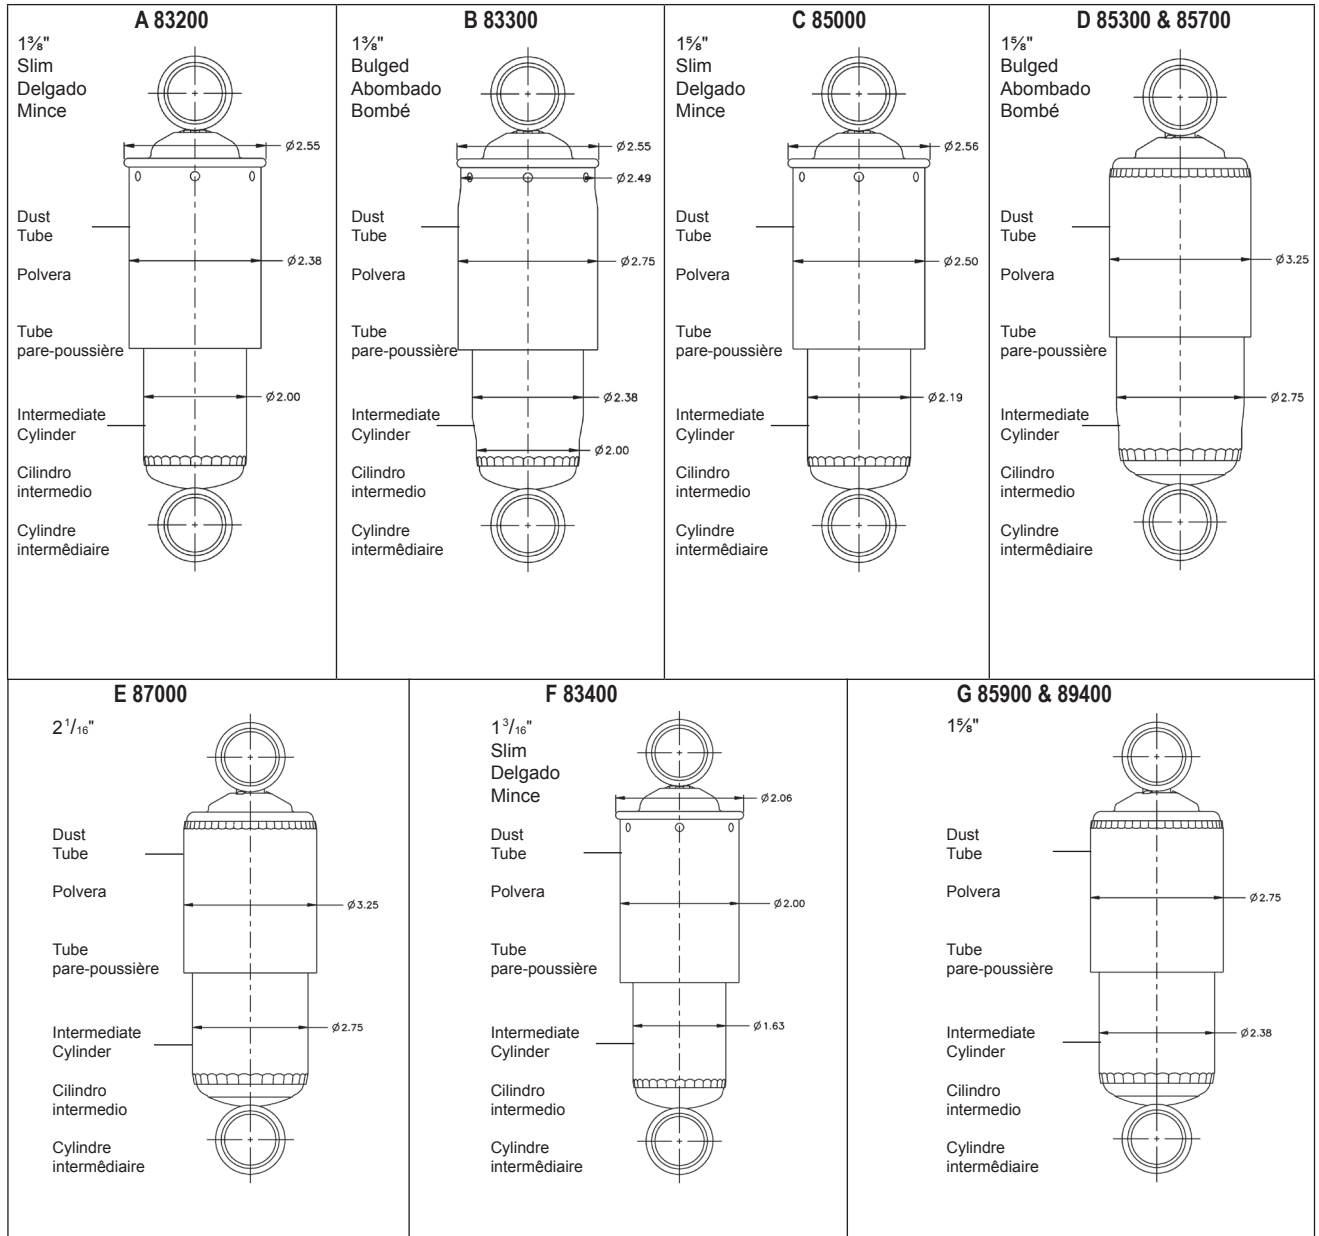 A 83200
1⅜"
Slim
Delgado
Mince
Ø2.55
Dust
Tube
Ø2.38
Polvera
Tube
pare-poussière
Ø2.00
Intermediate
Cylinder
Cilindro
intermedio
Cylindre
intermêdiaire
B 83300
1⅜"
Bulged
Abombado
Bombé
Ø2.55
Ø2.49
Dust
Tube
Ø2.75
Polvera
Tube
pare-poussière
Ø2.38
Intermediate
Cylinder
Ø2.00
Cilindro
intermedio
Cylindre
intermêdiaire
C 85000
1⅝"
Slim
Delgado
Mince
Ø2.56
Dust
Tube
Ø2.50
Polvera
Tube
pare-poussière
Ø2.19
Intermediate
Cylinder
Cilindro
intermedio
Cylindre
intermêdiaire
D 85300 & 85700
1⅝"
Bulged
Abombado
Bombé
Dust
Tube
Ø3.25
Polvera
Tube
pare-poussière
Ø2.75
Intermediate
Cylinder
Cilindro
intermedio
Cylindre
intermêdiaire
E 87000
2 1/16"
Dust
Tube
Polvera
Ø3.25
Tube
pare-poussière
Ø2.75
Intermediate
Cylinder
Cilindro
intermedio
Cylindre
intermêdiaire
F 83400
1 3/16"
Slim
Delgado
Mince
Ø2.06
Dust
Tube
Polvera
Ø2.00
Tube
pare-poussière
Ø1.63
Intermediate
Cylinder
Cilindro
intermedio
Cylindre
intermêdiaire
G 85900 & 89400
1⅝"
Dust
Tube
Polvera
Ø2.75
Tube
pare-poussière
Intermediate
Ø2.38
Cylinder
Cilindro
intermedio
Cylindre
intermêdiaire